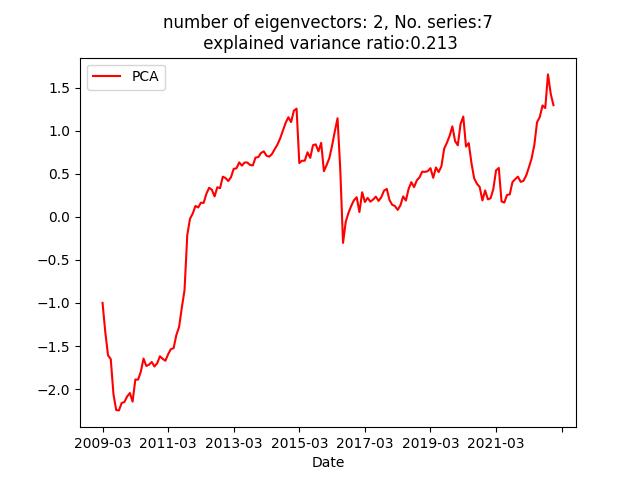 number of eigenvectors: 2, No. series:7
explained variance ratio:0.213
PCA
1.5
1.0
0.5
0.0
−0.5
−1.0
−1.5
−2.0
2009-03 2011-03 2013-03 2015-03 2017-03 2019-03 2021-03
Date